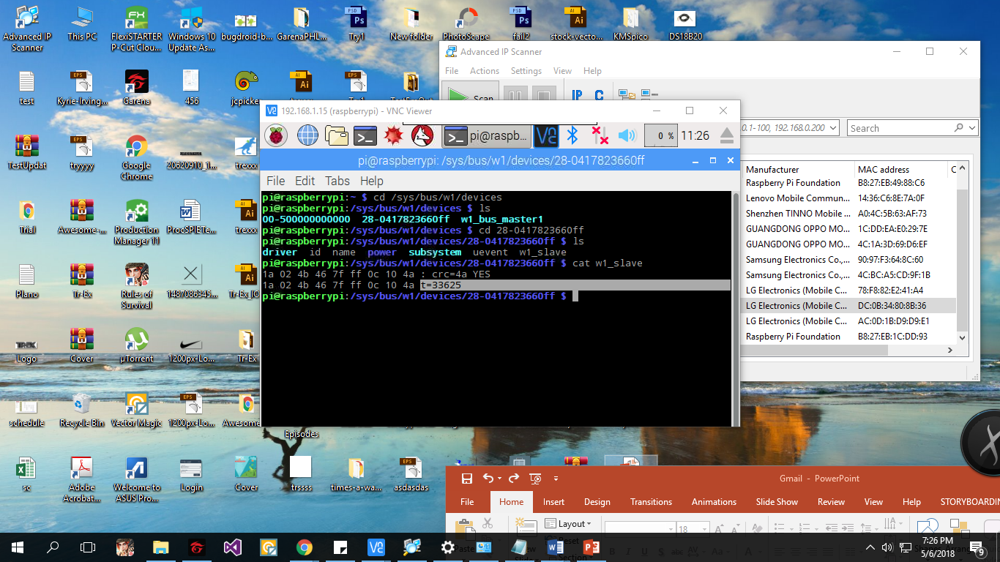 Advanced IP Scanner
This PC
FlexiSTARTER P-Cut Clou...
Windows 10 Update As...
bugdroid-b...
GarenaPHL...
Try1
New folder
PhotoScape
fail2
stock-vecto...
KMSpico
DS18B20
test
Kyrie-Irving...
Garena
456
jcpicker
TestUpdat
tryyyy
Google Chrome
20620910_1...
trexxx
Trial
Awesome-...
Production Manager 11
ProcSPIETe...
trexxx
Plano
Tr-Ex
Rules of Survival
1487086345...
Tr-Ex_IO
Logo
Cover
µTorrent
1200px-Lo...
Tr-Ex
schedule
Recycle Bin
Vector Magic
1200px-Lo...
Awesome
Episodes
sc
Adobe Acrobat...
Welcome to ASUS Pro...
Login
Cover
trssss
times-a-wa...
asdasdas
Advanced IP Scanner
File Actions Settings View Help
Scan
IP C
0.1-100, 192.168.0.200
Search
Manufacturer MAC address C
Raspberry Pi Foundation B8:27:EB:49:88:C6
Lenovo Mobile Commun... 14:36:C6:8E:7A:0F
Shenzhen TINNO Mobile ... A0:4C:5B:63:AF:73
GUANGDONG OPPO MO... 1C:DD:EA:E0:29:7E
GUANGDONG OPPO MO... 4C:1A:3D:69:D6:EF
Samsung Electronics Co.,... 90:97:F3:64:8C:60
Samsung Electronics Co.,... 4C:BC:A5:CD:9F:1B
LG Electronics (Mobile C... 78:F8:82:E2:41:A4
LG Electronics (Mobile C... DC:0B:34:80:8B:36
LG Electronics (Mobile C... AC:0D:1B:D9:D9:E1
Raspberry Pi Foundation B8:27:EB:1C:DD:93
192.168.1.15 (raspberrypi) - VNC Viewer
pi@raspb...
0 % 11:26
pi@raspberrypi: /sys/bus/w1/devices/28-0417823660ff
File Edit Tabs Help
pi@raspberrypi:~ $ cd /sys/bus/w1/devices
pi@raspberrypi:/sys/bus/w1/devices $ ls
00-500000000000 28-0417823660ff w1_bus_master1
pi@raspberrypi:/sys/bus/w1/devices $ cd 28-0417823660ff
pi@raspberrypi:/sys/bus/w1/devices/28-0417823660ff $ ls
driver id name power subsystem uevent w1_slave
pi@raspberrypi:/sys/bus/w1/devices/28-0417823660ff $ cat w1_slave
1a 02 4b 46 7f ff 0c 10 4a : crc=4a YES
1a 02 4b 46 7f ff 0c 10 4a t=33625
pi@raspberrypi:/sys/bus/w1/devices/28-0417823660ff $
Gmail - PowerPoint
File Home Insert Design Transitions Animations Slide Show Review View Help STORYBOARDIN
Layout
18
Reset
Section
7:26 PM
5/6/2018
9